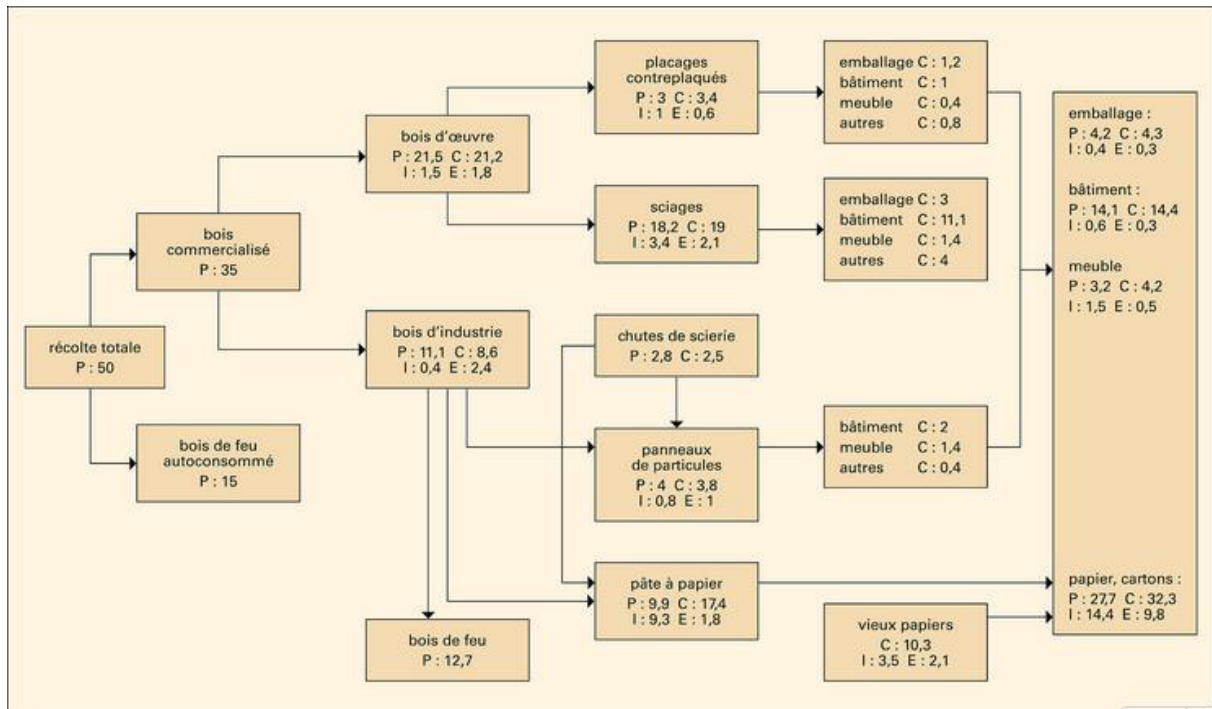 récolte totale
P : 50
bois
commercialisé
P : 35
bois de feu
autoconsommé
P : 15
bois d'œuvre
P : 21,5 C : 21,2
I : 1,5 E : 1,8
bois d'industrie
P : 11,1 C : 8,6
I : 0,4 E : 2,4
bois de feu
P : 12,7
placages
contreplaqués
P : 3 C : 3,4
I : 1 E : 0,6
sciages
P : 18,2 C : 19
I : 3,4 E : 2,1
chutes de scierie
P : 2,8 C : 2,5
panneaux
de particules
P : 4 C : 3,8
I : 0,8 E : 1
pâte à papier
P : 9,9 C : 17,4
I : 9,3 E : 1,8
emballage C : 1,2
bâtiment C : 1
meuble C : 0,4
autres C : 0,8
emballage C : 3
bâtiment C : 11,1
meuble C : 1,4
autres C : 4
bâtiment C : 2
meuble C : 1,4
autres C : 0,4
vieux papiers
C : 10,3
I : 3,5 E : 2,1
emballage :
P : 4,2 C : 4,3
I : 0,4 E : 0,3
bâtiment :
P : 14,1 C : 14,4
I : 0,6 E : 0,3
meuble
P : 3,2 C : 4,2
I : 1,5 E : 0,5
papier, cartons :
P : 27,7 C : 32,3
I : 14,4 E : 9,8